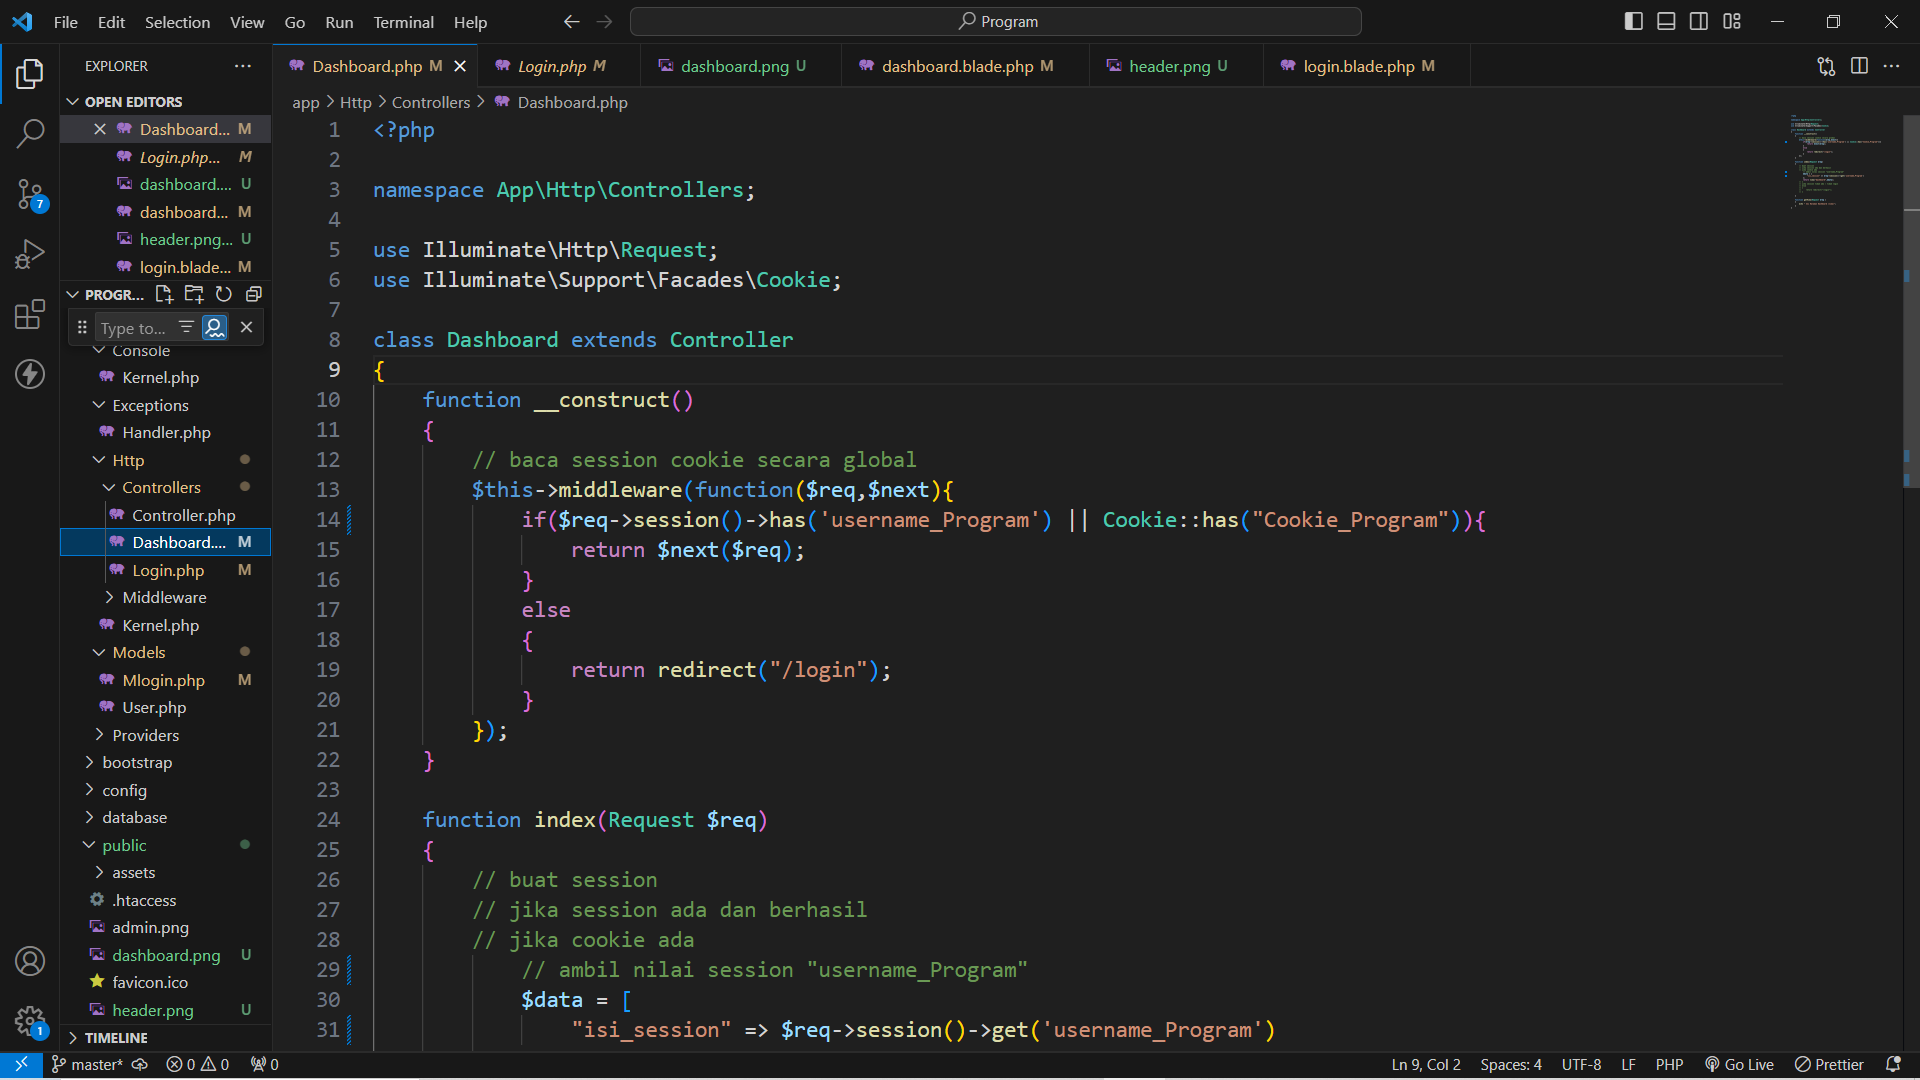 File Edit Selection View Go Run Terminal Help
Program
EXPLORER
OPEN EDITORS
Dashboard... M
Login.php... M
dashboard.... U
dashboard... M
header.png... U
login.blade... M
PROGR...
Type to...
Console
Kernel.php
Exceptions
Handler.php
Http
Controllers
Controller.php
Dashboard.... M
Login.php M
Middleware
Kernel.php
Models
Mlogin.php M
User.php
Providers
bootstrap
config
database
public
assets
.htaccess
admin.png
dashboard.png U
favicon.ico
header.png U
TIMELINE
7
1
Dashboard.php M Login.php M dashboard.png U dashboard.blade.php M header.png U login.blade.php M
app > Http > Controllers > Dashboard.php
1 <?php
2
3 namespace App\Http\Controllers;
4
5 use Illuminate\Http\Request;
6 use Illuminate\Support\Facades\Cookie;
7
8 class Dashboard extends Controller
9 {
10 function __construct()
11 {
12 // baca session cookie secara global
13 $this->middleware(function($req,$next){
14 if($req->session()->has('username_Program') || Cookie::has("Cookie_Program")){
15 return $next($req);
16 }
17 else
18 {
19 return redirect("/login");
20 }
21 });
22 }
23
24 function index(Request $req)
25 {
26 // buat session
27 // jika session ada dan berhasil
28 // jika cookie ada
29 // ambil nilai session "username_Program"
30 $data = [
31 "isi_session" => $req->session()->get('username_Program')
master* 0 0 0
Ln 9, Col 2 Spaces: 4 UTF-8 LF PHP Go Live Prettier